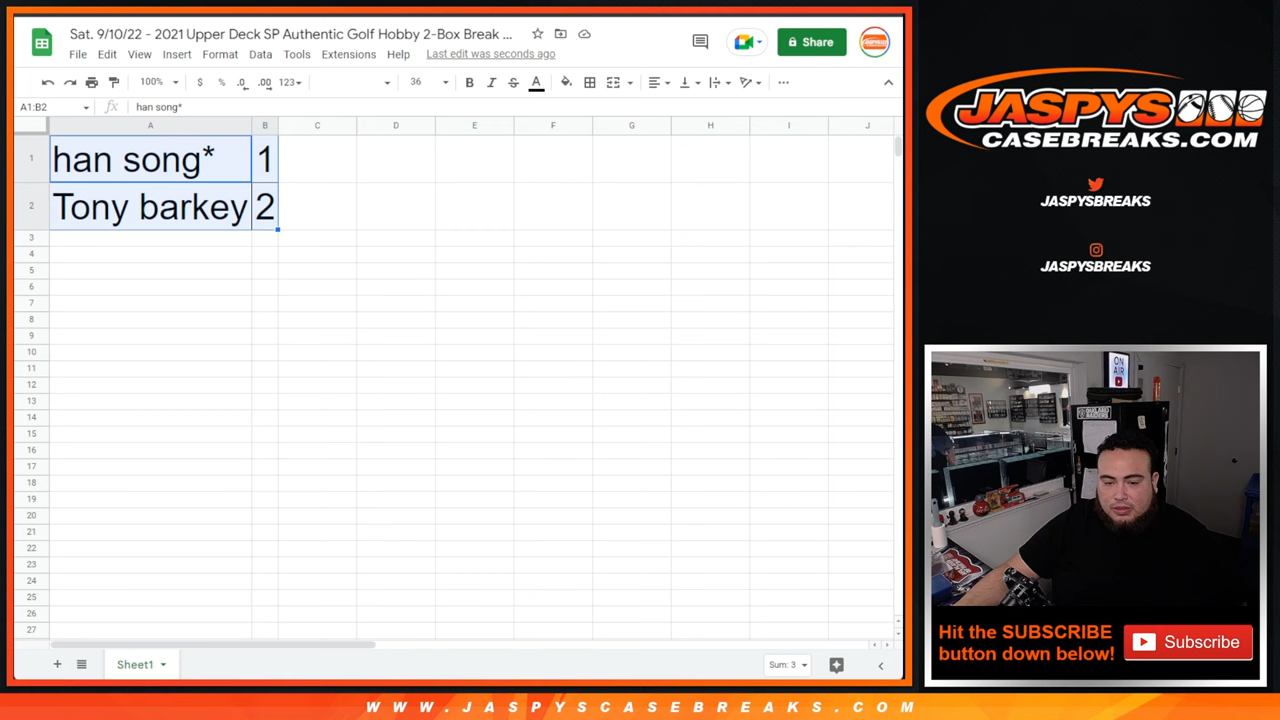 Sat. 9/10/22 - 2021 Upper Deck SP Authentic Golf Hobby 2-Box Break ...
File Edit View Insert Format Data Tools Extensions Help Last edit was seconds ago
Share
100% $ % .0 .00 123 36 B I S A
A1:B2 fx han song*
A B C D E F G H I J
1 han song* 1
2 Tony barkey 2
3
4
5
6
7
8
9
10
11
12
13
14
15
16
17
18
19
20
21
22
23
24
25
26
27
Sheet1
Sum: 3
JASPYS
CASEBREAKS.COM
JASPYSBREAKS
JASPYSBREAKS
ON
AIR
OAKLAND RAIDERS
Hit the SUBSCRIBE
button down below!
Subscribe
WWW.JASPYSCASEBREAKS.COM